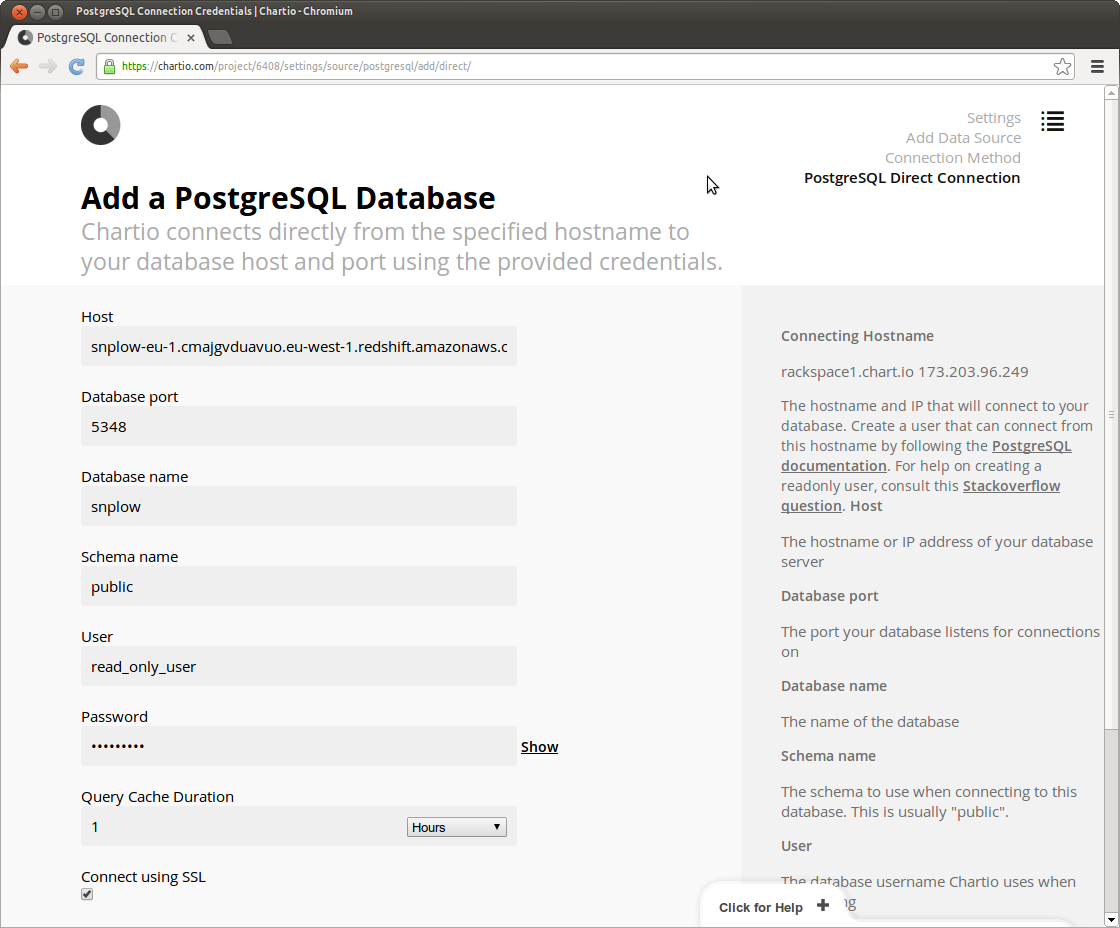 PostgreSQL Connection Credentials | Chartio - Chromium
PostgreSQL Connection C
https://chartio.com/project/6408/settings/source/postgresql/add/direct/
Settings
Add Data Source
Connection Method
PostgreSQL Direct Connection
Add a PostgreSQL Database
Chartio connects directly from the specified hostname to
your database host and port using the provided credentials.
Host
snplow-eu-1.cmajgvduavuo.eu-west-1.redshift.amazonaws.c
Database port
5348
Database name
snplow
Schema name
public
User
read_only_user
Password
•••••••••
Show
Query Cache Duration
1
Hours
Connect using SSL
Connecting Hostname
rackspace1.chart.io 173.203.96.249
The hostname and IP that will connect to your
database. Create a user that can connect from
this hostname by following the PostgreSQL
documentation. For help on creating a
readonly user, consult this Stackoverflow
question. Host
The hostname or IP address of your database
server
Database port
The port your database listens for connections
on
Database name
The name of the database
Schema name
The schema to use when connecting to this
database. This is usually "public".
User
The database username Chartio uses when
Click for Help